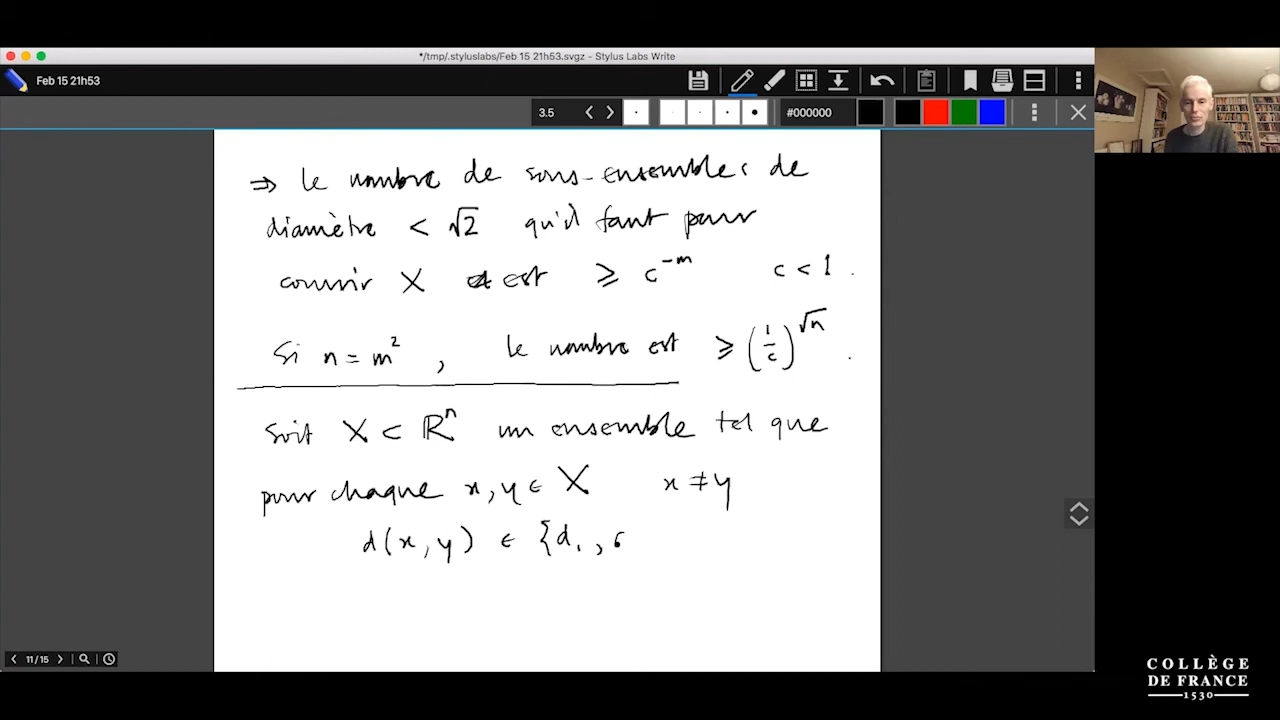 */tmp/.styluslabs/Feb 15 21h53.svgz - Stylus Labs Write
Feb 15 21h53
3.5
#000000
⇒ le nombre de sous-ensembles de
diamètre < √2 qu'il faut pour
couvrir X est ≥ c^{-m} c < 1.
Si n = m², le nombre est ≥ (1/c)^{√n}.
Soit X ⊂ ℝⁿ un ensemble tel que
pour chaque x, y ∈ X x ≠ y
d(x, y) ∈ {d₁,
11/15
COLLÈGE
DE FRANCE
1530